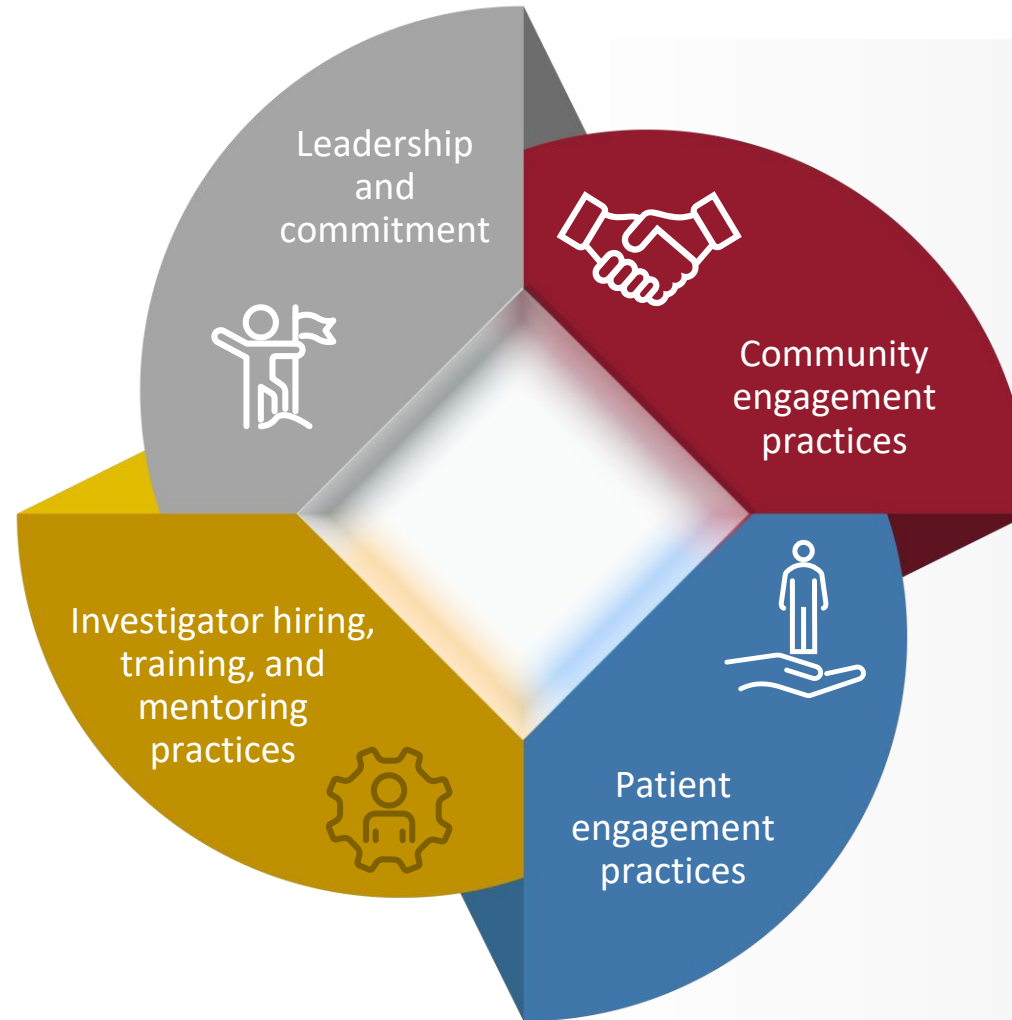 Leadership
and
commitment
Community
engagement
practices
Investigator hiring,
training, and
mentoring
practices
Patient
engagement
practices